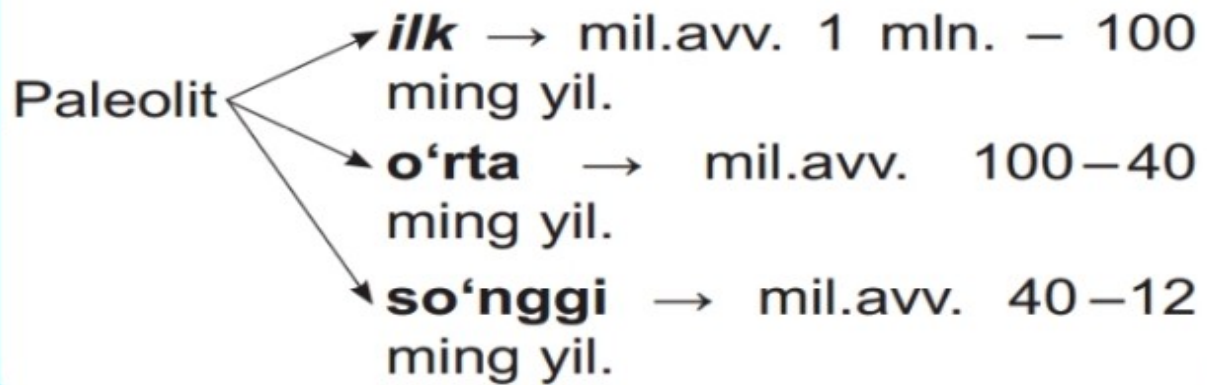 ilk → mil.avv. 1 mln. – 100
ming yil.
Paleolit
o‘rta → mil.avv. 100–40
ming yil.
so‘nggi → mil.avv. 40–12
ming yil.